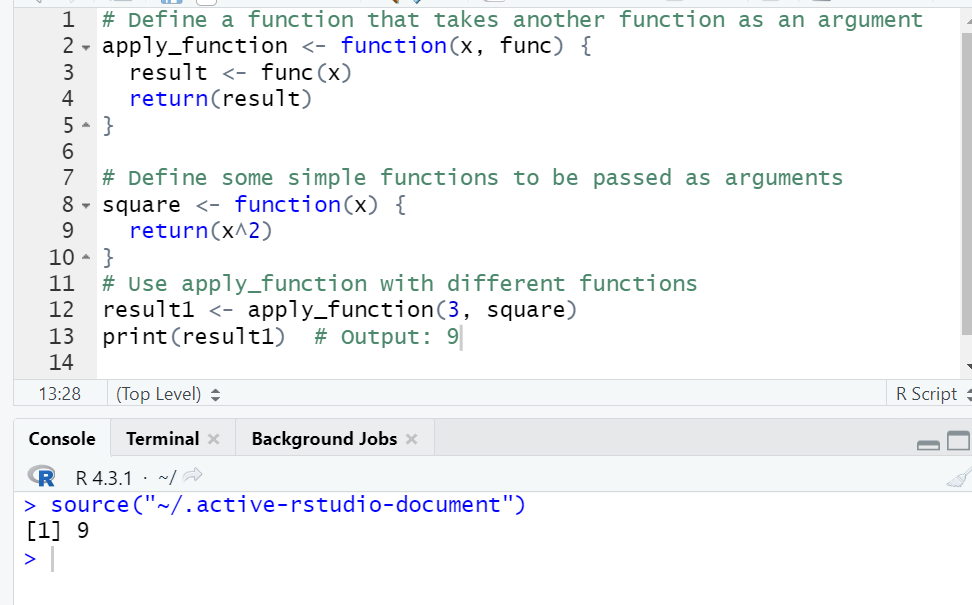 1 # Define a function that takes another function as an argument
2 apply_function <- function(x, func) {
3   result <- func(x)
4   return(result)
5 }
6
7 # Define some simple functions to be passed as arguments
8 square <- function(x) {
9   return(x^2)
10 }
11 # Use apply_function with different functions
12 result1 <- apply_function(3, square)
13 print(result1)  # Output: 9
14
13:28 (Top Level) R Script
Console Terminal Background Jobs
R R 4.3.1 · ~/
> source("~/.active-rstudio-document")
[1] 9
>